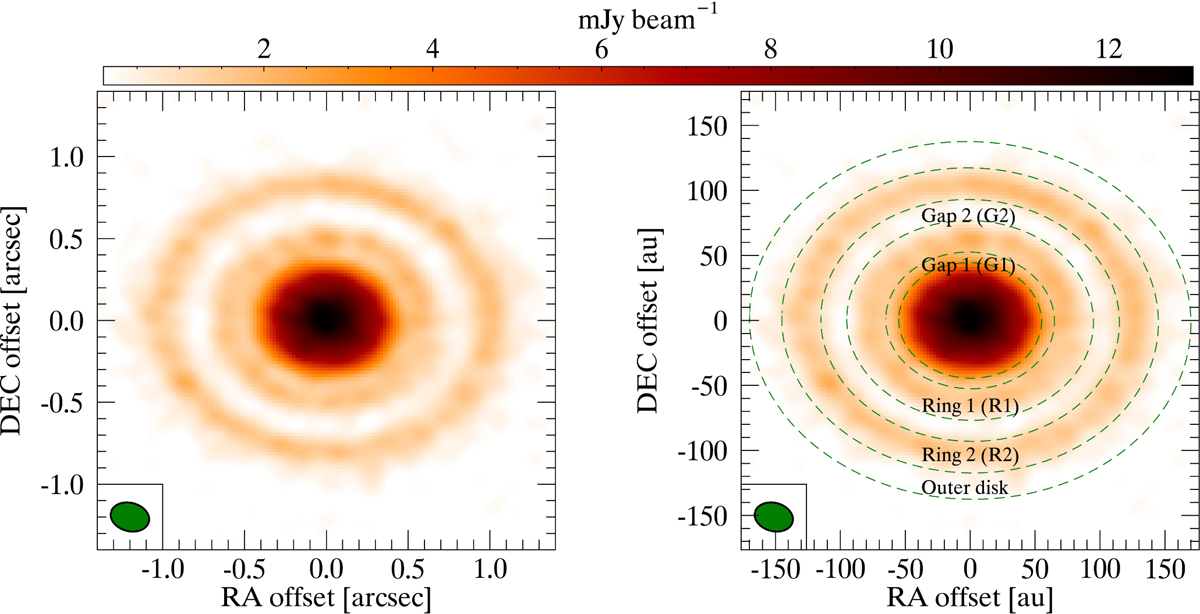 mJy beam−1
2 4 6 8 10 12
1.0
0.5
0.0
-0.5
-1.0
DEC offset [arcsec]
-1.0 -0.5 0.0 0.5 1.0
RA offset [arcsec]
150
100
50
0
-50
-100
-150
DEC offset [au]
Gap 2 (G2)
Gap 1 (G1)
Ring 1 (R1)
Ring 2 (R2)
Outer disk
-150 -100 -50 0 50 100 150
RA offset [au]